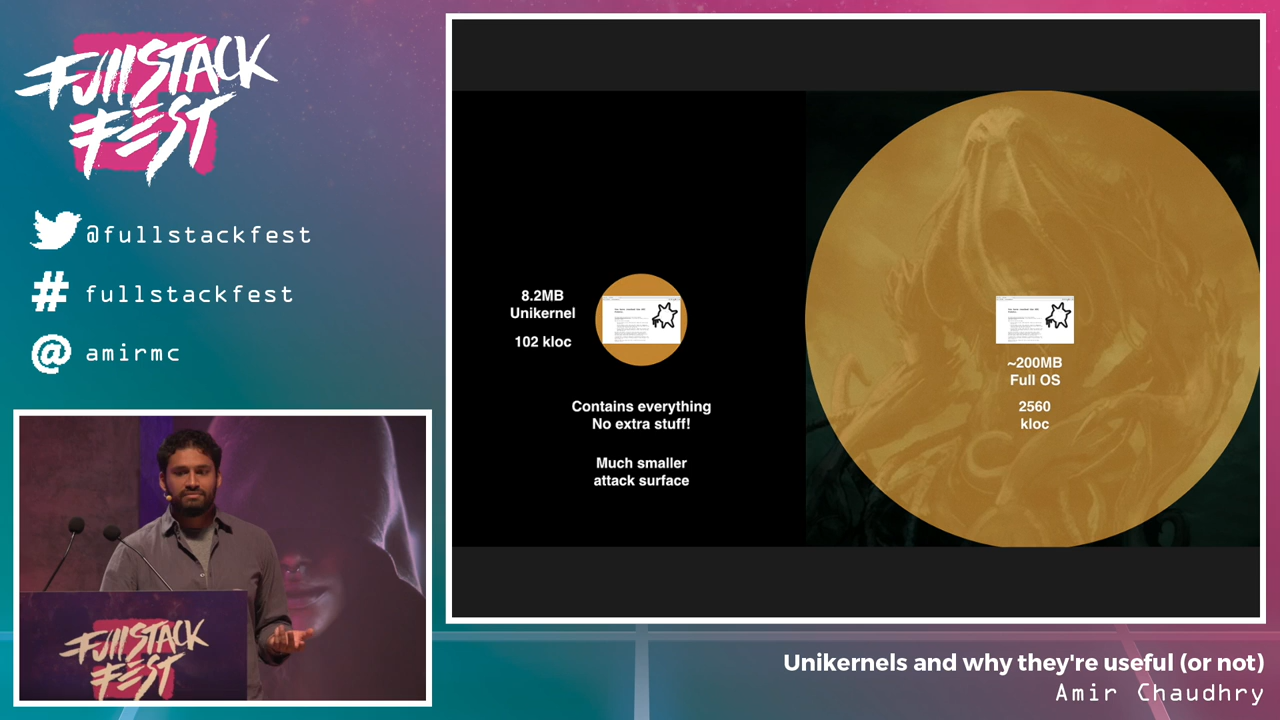 FullStack
Fest
@fullstackfest
# fullstackfest
@ amirmc
8.2MB
Unikernel
102 kloc
Contains everything
No extra stuff!
Much smaller
attack surface
~200MB
Full OS
2560
kloc
FullStack
Fest
Unikernels and why they're useful (or not)
Amir Chaudhry